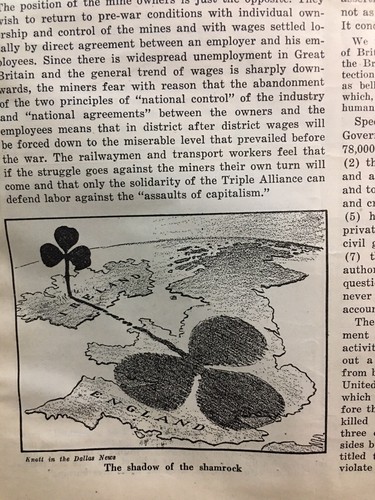 The position of the mine owners is just the opposite. They
wish to return to pre-war conditions with individual own-
ership and control of the mines and with wages settled lo-
cally by direct agreement between an employer and his em-
ployees. Since there is widespread unemployment in Great
Britain and the general trend of wages is sharply down-
wards, the miners fear with reason that the abandonment
of the two principles of “national control” of the industry
and “national agreements” between the owners and the
employees means that in district after district wages will
be forced down to the miserable level that prevailed before
the war. The railwaymen and transport workers feel that
if the struggle goes against the miners their own turn will
come and that only the solidarity of the Triple Alliance can
defend labor against the “assaults of capitalism.”
IRELAND
ENGLAND
Knott in the Dallas News
The shadow of the shamrock
not as
It conc
We
of Brit
the Br
tection
as bell
which,
human
Spec
Gover
78,000
(2) th
and a
and to
and cr
(5) h
privat
civil g
(7) th
author
questi
never
accour
The
ment
activit
out a
from b
United
which
fore th
killed
three
sides b
titled t
violate